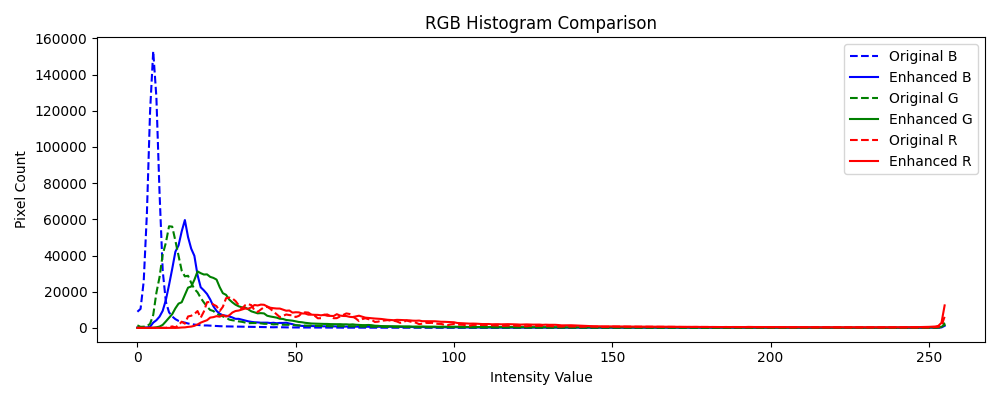 RGB Histogram Comparison
160000
140000
120000
100000
80000
60000
40000
20000
0
Pixel Count
0 50 100 150 200 250
Intensity Value
Original B
Enhanced B
Original G
Enhanced G
Original R
Enhanced R